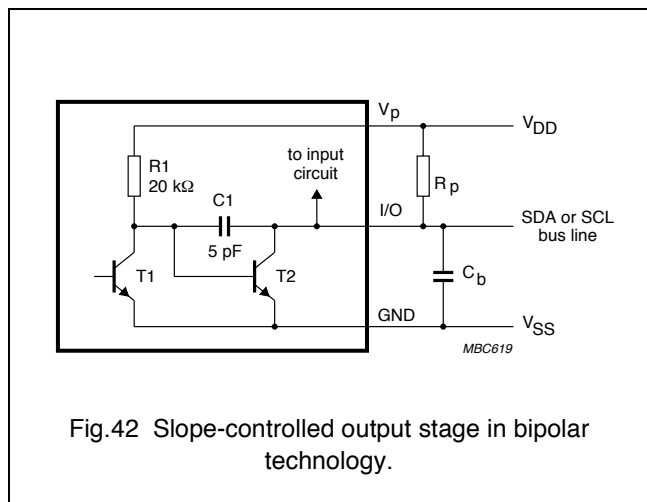 Vp
VDD
R1
20 kΩ
to input
circuit
Rp
C1
I/O
SDA or SCL
bus line
5 pF
T1
T2
Cb
GND
VSS
MBC619
Fig.42 Slope-controlled output stage in bipolar
technology.